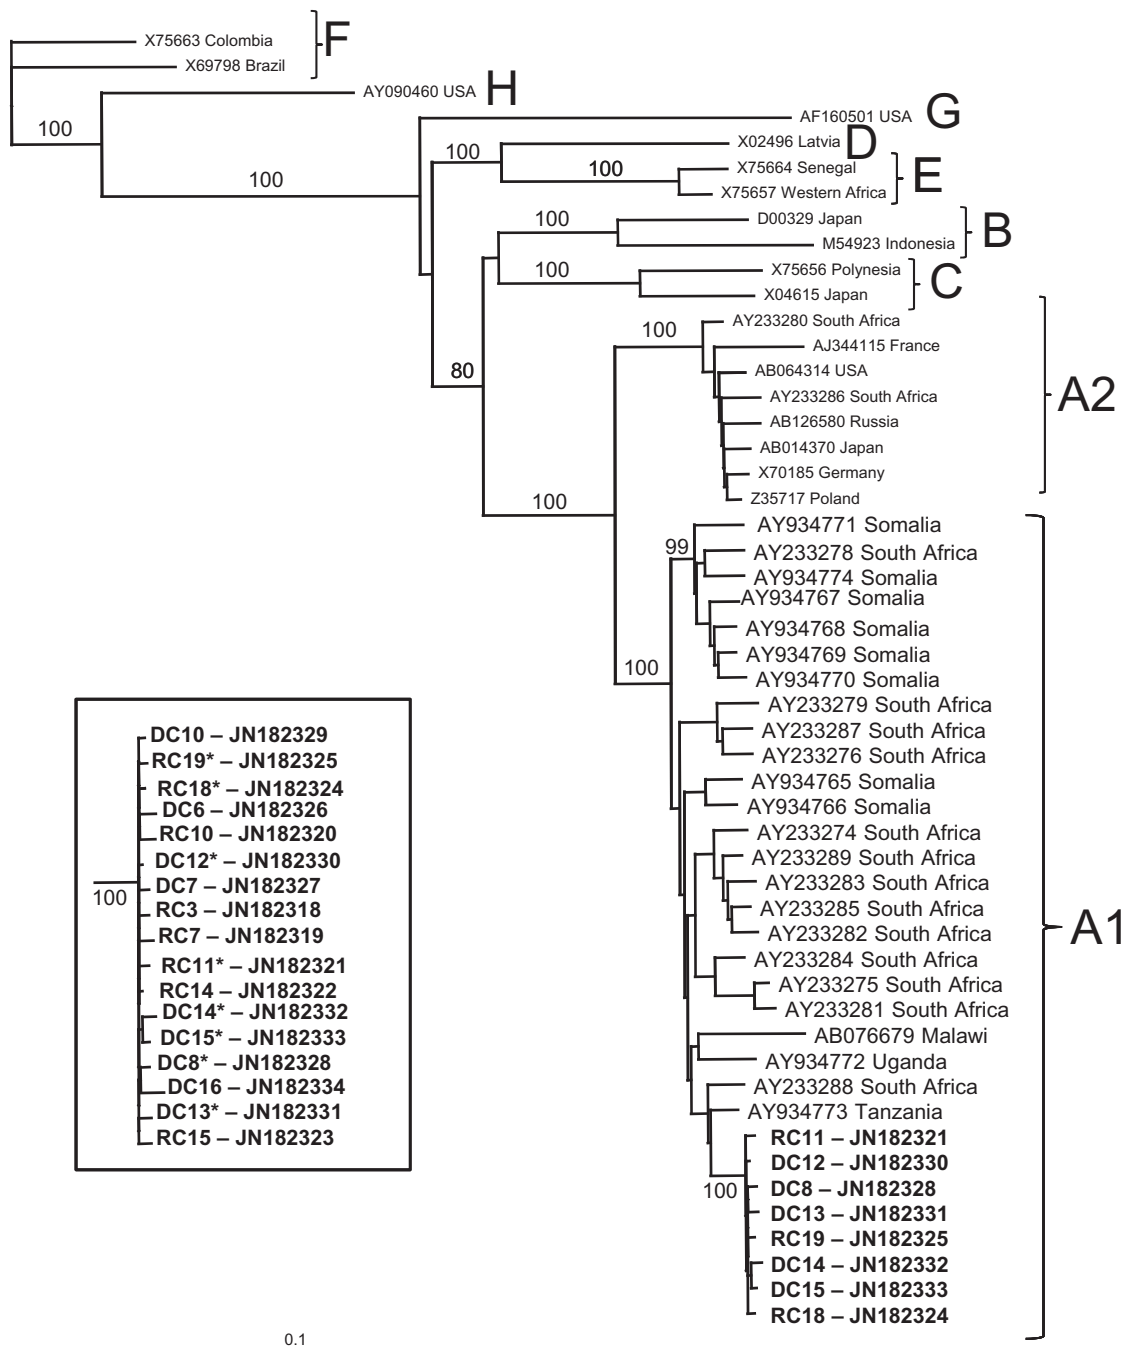 X75663 Colombia
F
X69798 Brazil
AY090460 USA
H
AF160501 USA
G
100
X02496 Latvia
D
100
X75664 Senegal
100
E
100
X75657 Western Africa
D00329 Japan
100
B
M54923 Indonesia
X75656 Polynesia
100
C
X04615 Japan
AY233280 South Africa
100
AJ344115 France
AB064314 USA
80
A2
AY233286 South Africa
AB126580 Russia
AB014370 Japan
X70185 Germany
Z35717 Poland
100
AY934771 Somalia
99
AY233278 South Africa
AY934774 Somalia
AY934767 Somalia
AY934768 Somalia
AY934769 Somalia
100
AY934770 Somalia
AY233279 South Africa
AY233287 South Africa
AY233276 South Africa
AY934765 Somalia
AY934766 Somalia
AY233274 South Africa
AY233289 South Africa
AY233283 South Africa
AY233285 South Africa
A1
AY233282 South Africa
AY233284 South Africa
AY233275 South Africa
AY233281 South Africa
AB076679 Malawi
AY934772 Uganda
AY233288 South Africa
AY934773 Tanzania
RC11 – JN182321
DC12 – JN182330
100
DC8 – JN182328
DC13 – JN182331
RC19 – JN182325
DC14 – JN182332
DC15 – JN182333
RC18 – JN182324
DC10 – JN182329
RC19* – JN182325
RC18* – JN182324
DC6 – JN182326
RC10 – JN182320
DC12* – JN182330
DC7 – JN182327
100
RC3 – JN182318
RC7 – JN182319
RC11* – JN182321
RC14 – JN182322
DC14* – JN182332
DC15* – JN182333
DC8* – JN182328
DC16 – JN182334
DC13* – JN182331
RC15 – JN182323
0.1